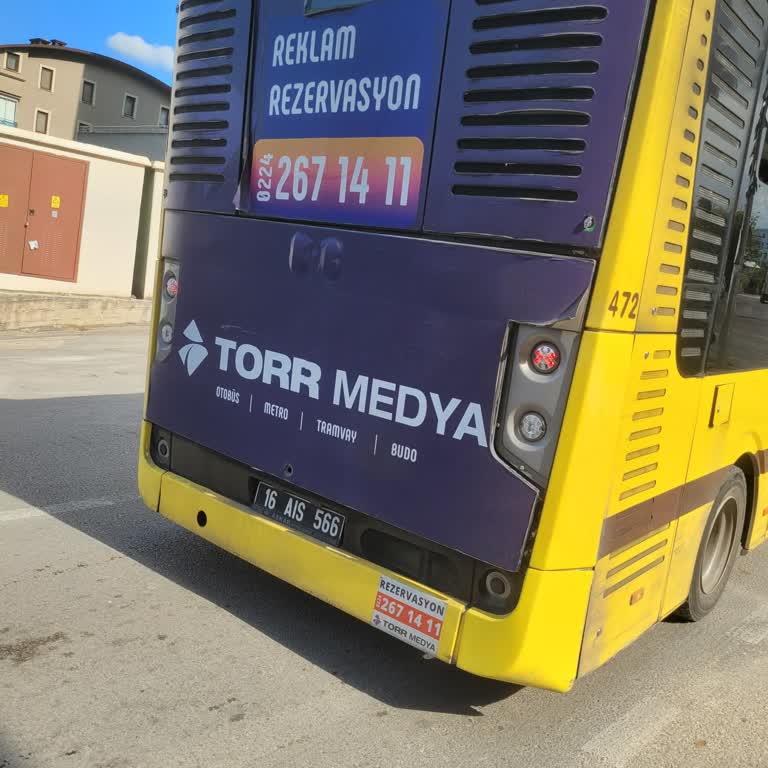 REKLAM
REZERVASYON
0224 267 14 11
472
TORR MEDYA
OTOBÜS | METRO | TRAMVAY | BUDO
16 AIS 566
REZERVASYON
0224 267 14 11
TORR MEDYA